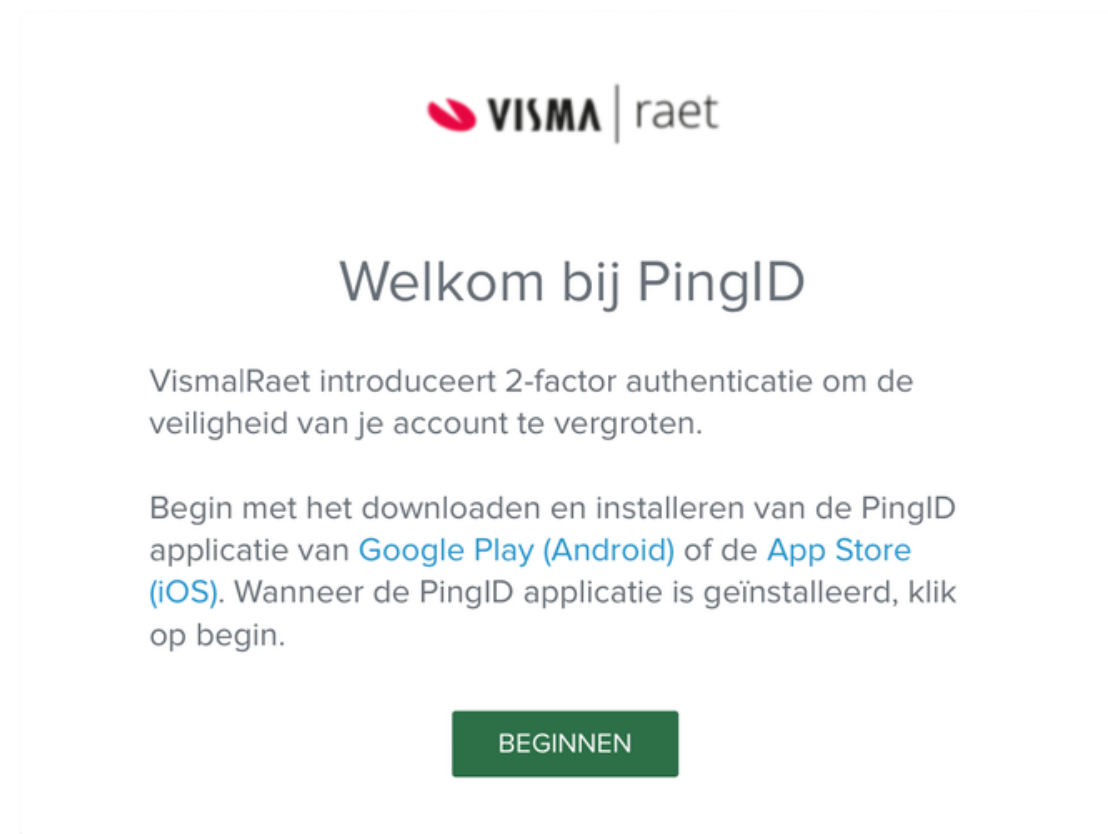 VISMA | raet
Welkom bij PingID
Visma|Raet introduceert 2-factor authenticatie om de
veiligheid van je account te vergroten.
Begin met het downloaden en installeren van de PingID
applicatie van Google Play (Android) of de App Store
(iOS). Wanneer de PingID applicatie is geïnstalleerd, klik
op begin.
BEGINNEN